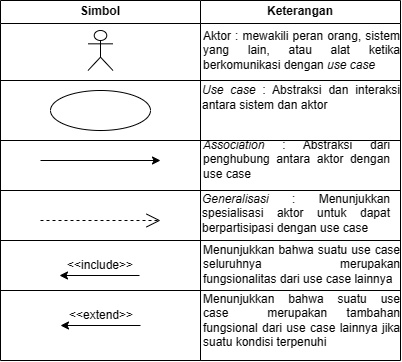 Simbol
Keterangan
Aktor : mewakili peran orang, sistem
yang lain, atau alat ketika
berkomunikasi dengan use case
Use case : Abstraksi dan interaksi
antara sistem dan aktor
Association : Abstraksi dari
penghubung antara aktor dengan
use case
Generalisasi : Menunjukkan
spesialisasi aktor untuk dapat
berpartisipasi dengan use case
<<include>>
Menunjukkan bahwa suatu use case
seluruhnya merupakan
fungsionalitas dari use case lainnya
<<extend>>
Menunjukkan bahwa suatu use
case merupakan tambahan
fungsional dari use case lainnya jika
suatu kondisi terpenuhi